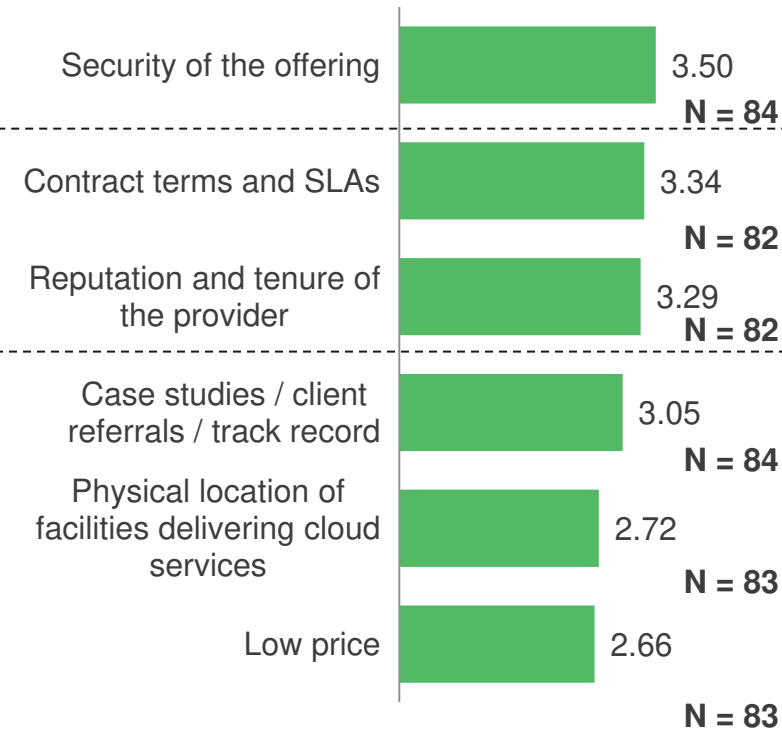 Security of the offering
3.50
N = 84
Contract terms and SLAs
3.34
N = 82
Reputation and tenure of
the provider
3.29
N = 82
Case studies / client
referrals / track record
3.05
N = 84
Physical location of
facilities delivering cloud
services
2.72
N = 83
Low price
2.66
N = 83